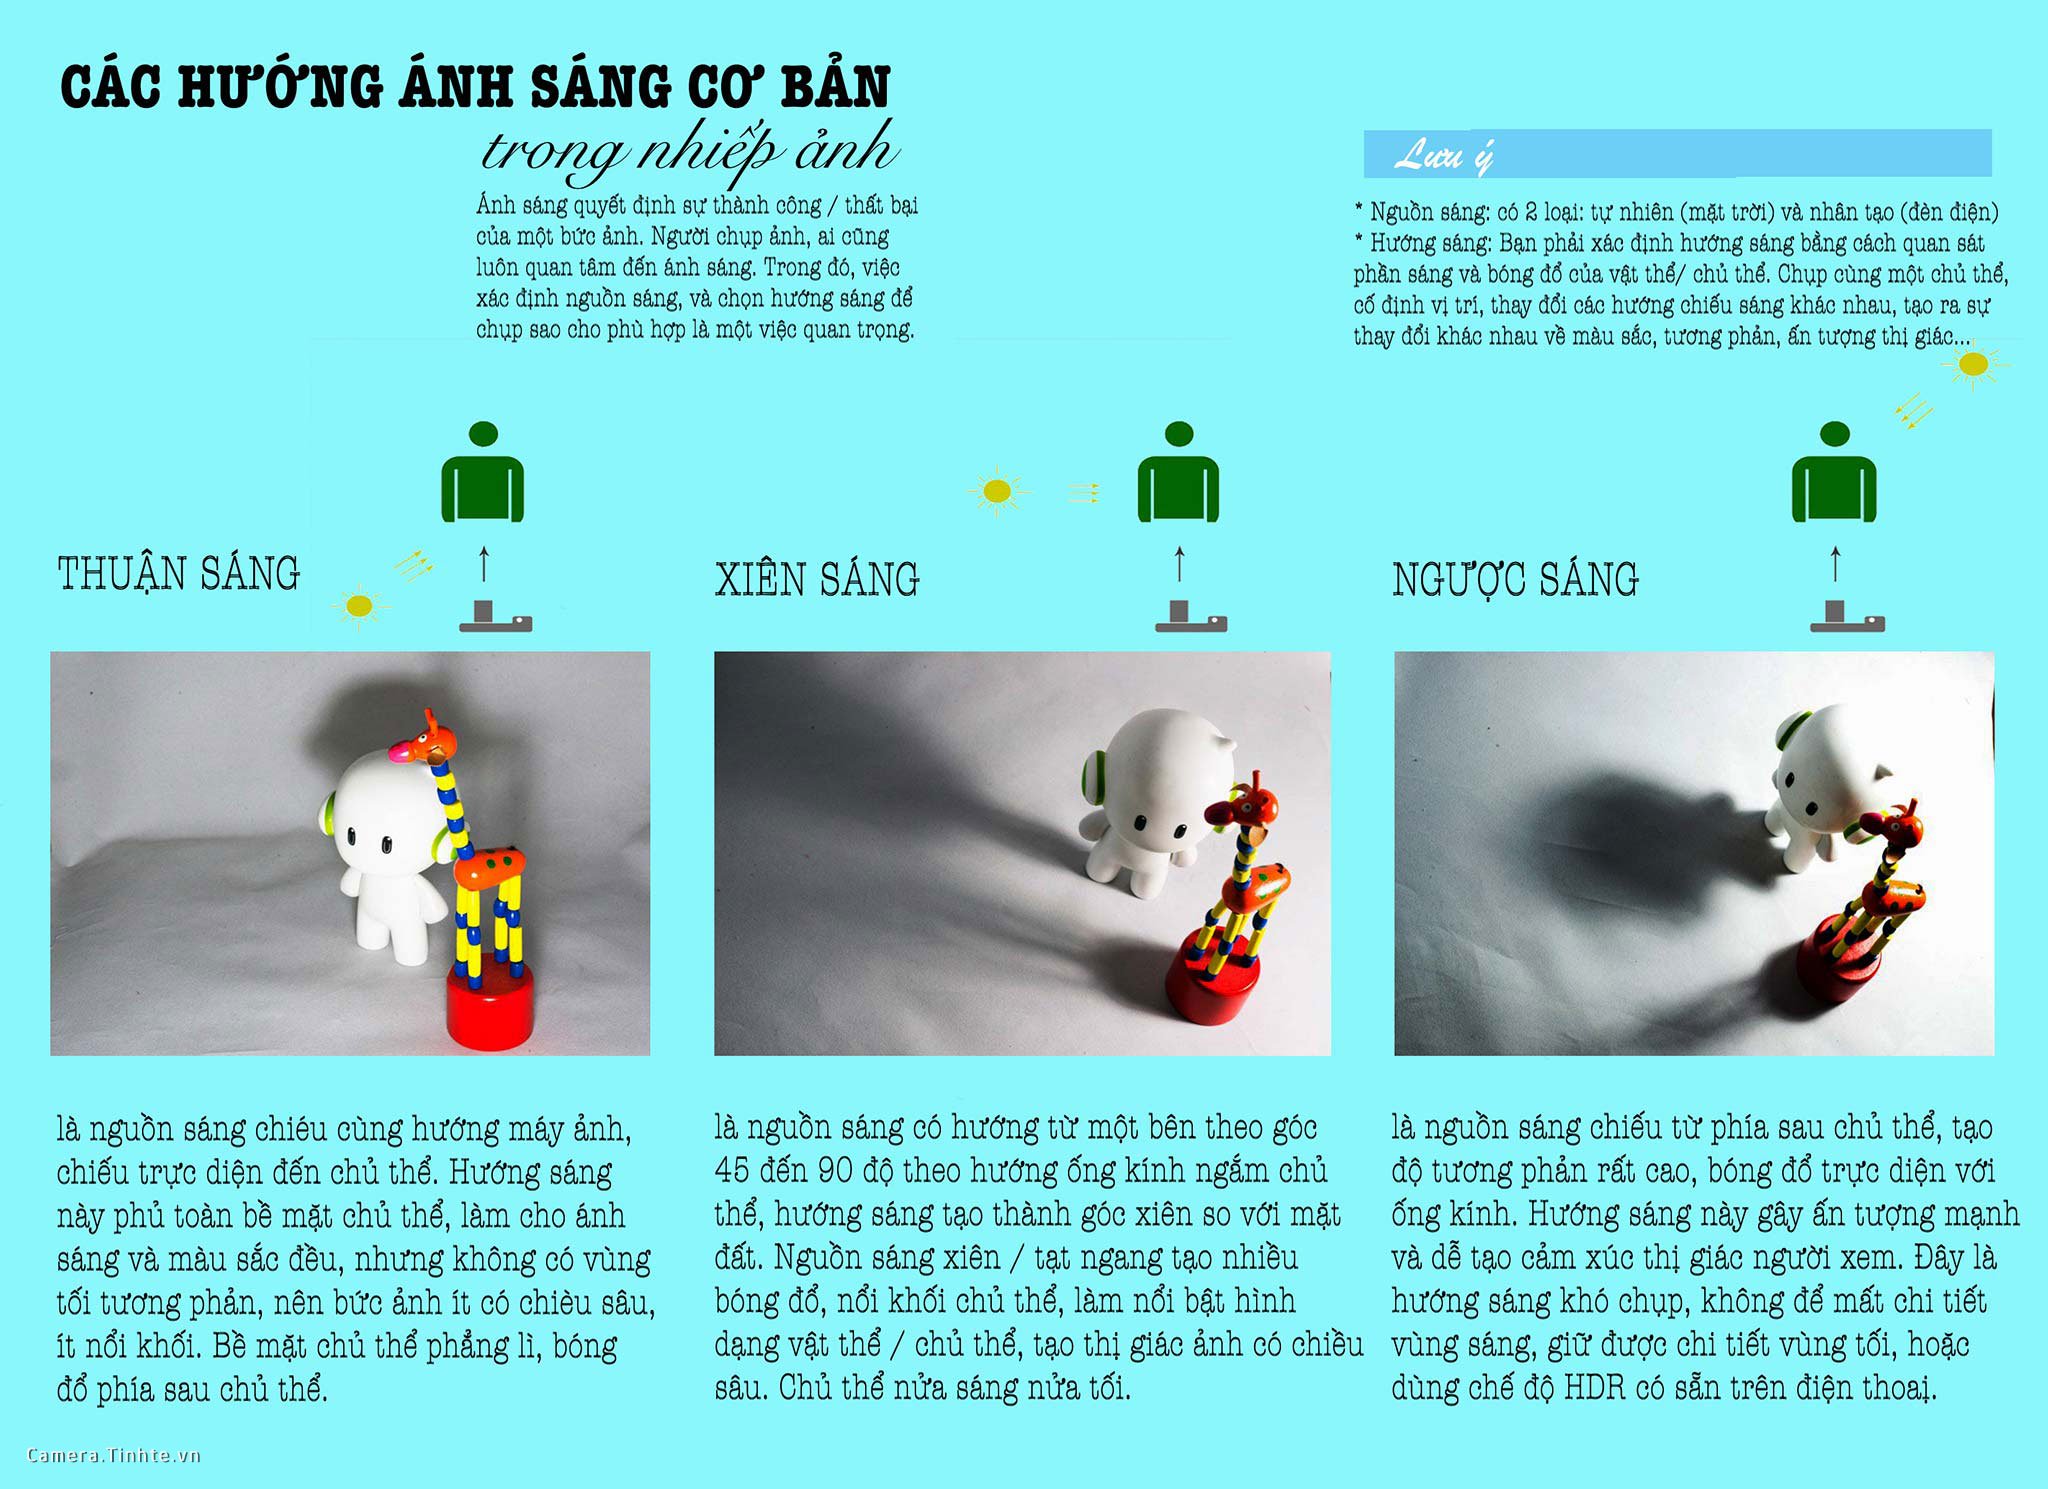 CÁC HƯỚNG ÁNH SÁNG CƠ BẢN
trong nhiếp ảnh
Ánh sáng quyết định sự thành công / thất bại
của một bức ảnh. Người chụp ảnh, ai cũng
luôn quan tâm đến ánh sáng. Trong đó, việc
xác định nguồn sáng, và chọn hướng sáng để
chụp sao cho phù hợp là một việc quan trọng.
Lưu ý
* Nguồn sáng: có 2 loại: tự nhiên (mặt trời) và nhân tạo (đèn điện)
* Hướng sáng: Bạn phải xác định hướng sáng bằng cách quan sát
phần sáng và bóng đổ của vật thể/ chủ thể. Chụp cùng một chủ thể,
cố định vị trí, thay đổi các hướng chiếu sáng khác nhau, tạo ra sự
thay đổi khác nhau về màu sắc, tương phản, ấn tượng thị giác...
THUẬN SÁNG
là nguồn sáng chiéu cùng hướng máy ảnh,
chiếu trực diện đến chủ thể. Hướng sáng
này phủ toàn bề mặt chủ thể, làm cho ánh
sáng và màu sắc đều, nhưng không có vùng
tối tương phản, nên bức ảnh ít có chièu sâu,
ít nổi khối. Bề mặt chủ thể phẳng lì, bóng
đổ phía sau chủ thể.
XIÊN SÁNG
là nguồn sáng có hướng từ một bên theo góc
45 đến 90 độ theo hướng ống kính ngắm chủ
thể, hướng sáng tạo thành góc xiên so với mặt
đất. Nguồn sáng xiên / tạt ngang tạo nhiều
bóng đổ, nổi khối chủ thể, làm nổi bật hình
dạng vật thể / chủ thể, tạo thị giác ảnh có chiều
sâu. Chủ thể nửa sáng nửa tối.
NGƯỢC SÁNG
là nguồn sáng chiếu từ phía sau chủ thể, tạo
độ tương phản rất cao, bóng đổ trực diện với
ống kính. Hướng sáng này gây ấn tượng mạnh
và dễ tạo cảm xúc thị giác người xem. Đây là
hướng sáng khó chụp, không để mất chi tiết
vùng sáng, giữ được chi tiết vùng tối, hoặc
dùng chế độ HDR có sẵn trên điện thoại.
Camera.Tinhte.vn